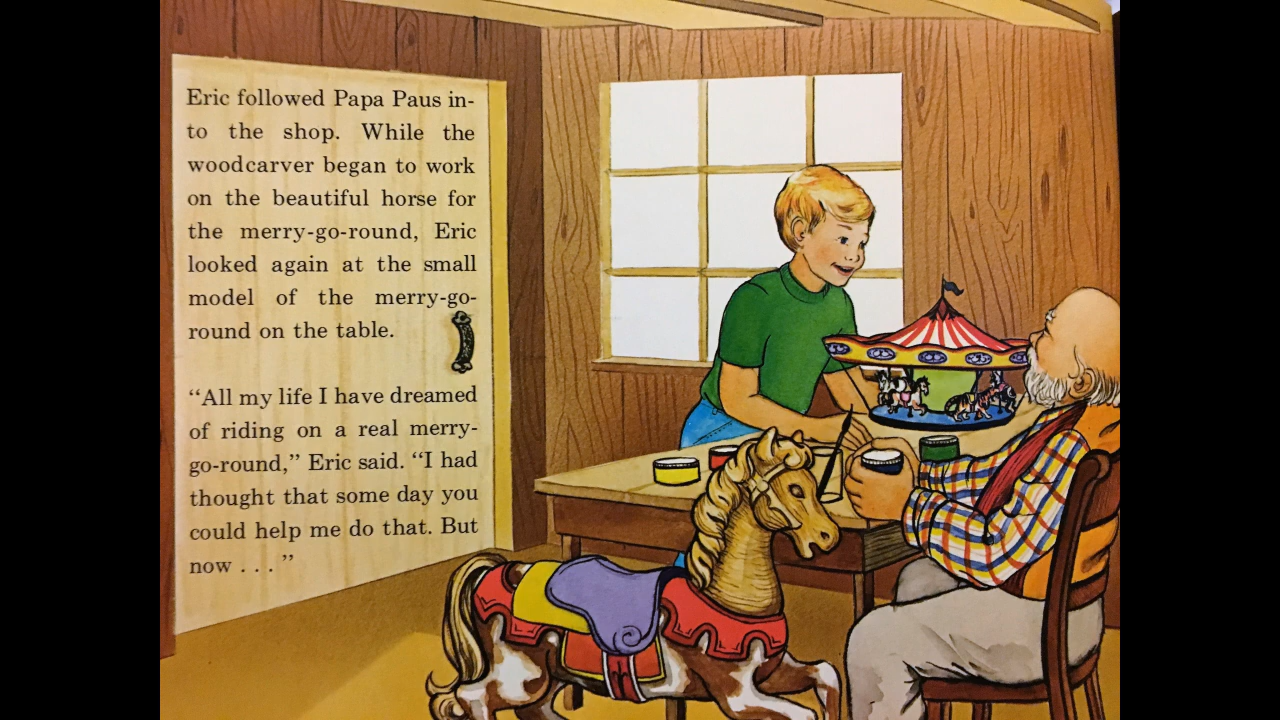 Eric followed Papa Paus in-
to the shop. While the
woodcarver began to work
on the beautiful horse for
the merry-go-round, Eric
looked again at the small
model of the merry-go-
round on the table.
“All my life I have dreamed
of riding on a real merry-
go-round,” Eric said. “I had
thought that some day you
could help me do that. But
now . . . ”